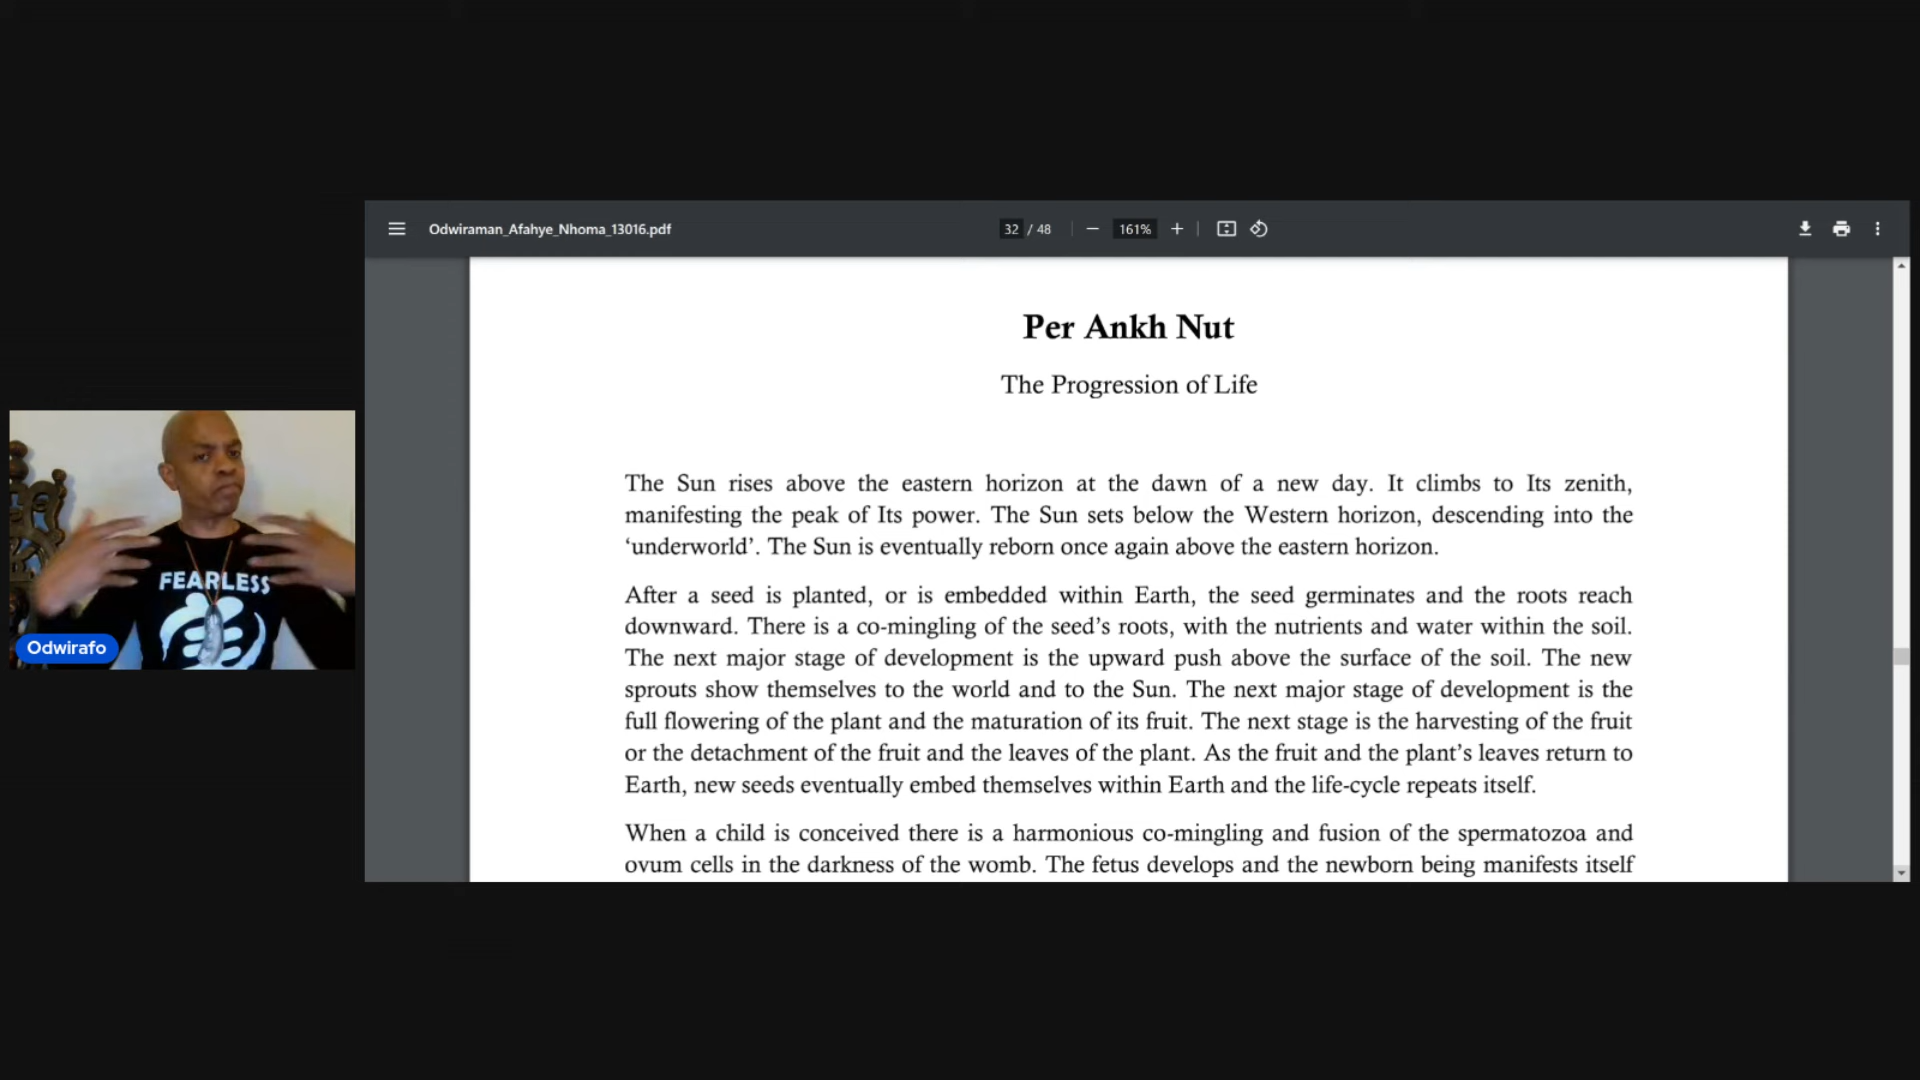 Odwiraman_Afahye_Nhoma_13016.pdf
32 / 48
161%
Per Ankh Nut
The Progression of Life
The Sun rises above the eastern horizon at the dawn of a new day. It climbs to Its zenith,
manifesting the peak of Its power. The Sun sets below the Western horizon, descending into the
‘underworld’. The Sun is eventually reborn once again above the eastern horizon.
After a seed is planted, or is embedded within Earth, the seed germinates and the roots reach
downward. There is a co-mingling of the seed’s roots, with the nutrients and water within the soil.
The next major stage of development is the upward push above the surface of the soil. The new
sprouts show themselves to the world and to the Sun. The next major stage of development is the
full flowering of the plant and the maturation of its fruit. The next stage is the harvesting of the fruit
or the detachment of the fruit and the leaves of the plant. As the fruit and the plant’s leaves return to
Earth, new seeds eventually embed themselves within Earth and the life-cycle repeats itself.
When a child is conceived there is a harmonious co-mingling and fusion of the spermatozoa and
ovum cells in the darkness of the womb. The fetus develops and the newborn being manifests itself
FEARLESS
Odwirafo